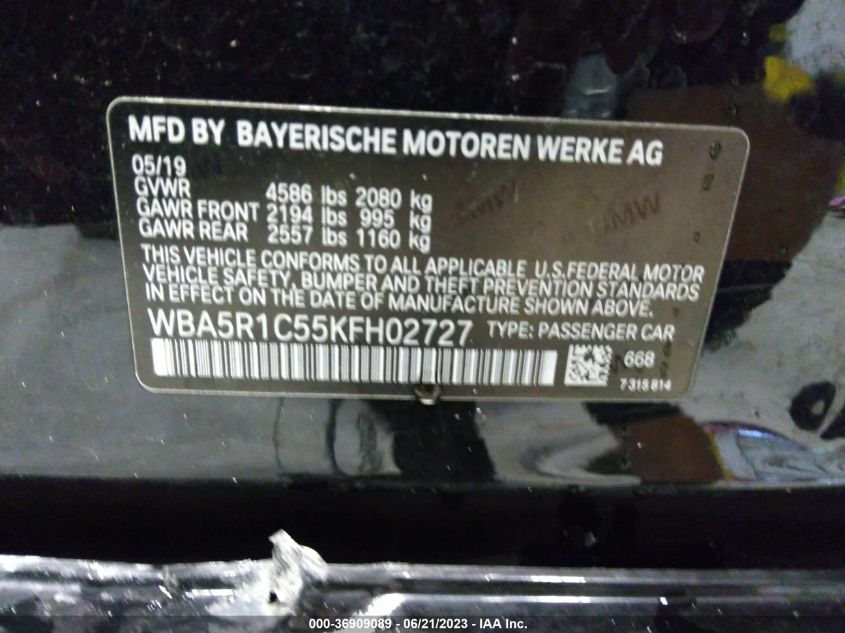 MFD BY BAYERISCHE MOTOREN WERKE AG
05/19
GVWR 4586 lbs 2080 kg
GAWR FRONT 2194 lbs 995 kg
GAWR REAR 2557 lbs 1160 kg
THIS VEHICLE CONFORMS TO ALL APPLICABLE U.S.FEDERAL MOTOR
VEHICLE SAFETY, BUMPER AND THEFT PREVENTION STANDARDS
IN EFFECT ON THE DATE OF MANUFACTURE SHOWN ABOVE.
WBA5R1C55KFH02727 TYPE: PASSENGER CAR
668
7 313 814
000-36909089 - 06/21/2023 - IAA Inc.